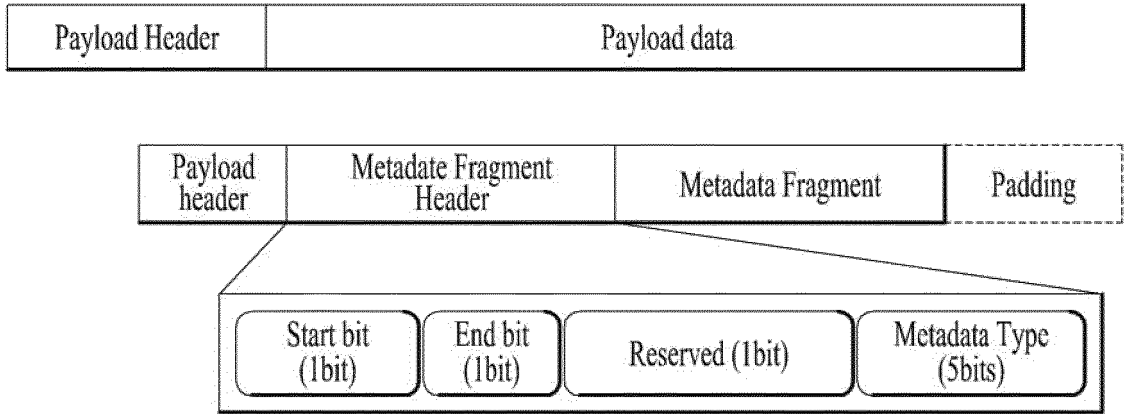 Payload Header
Payload data
Payload
header
Metadate Fragment
Header
Metadata Fragment
Padding
Start bit
(1bit)
End bit
(1bit)
Reserved (1bit)
Metadata Type
(5bits)